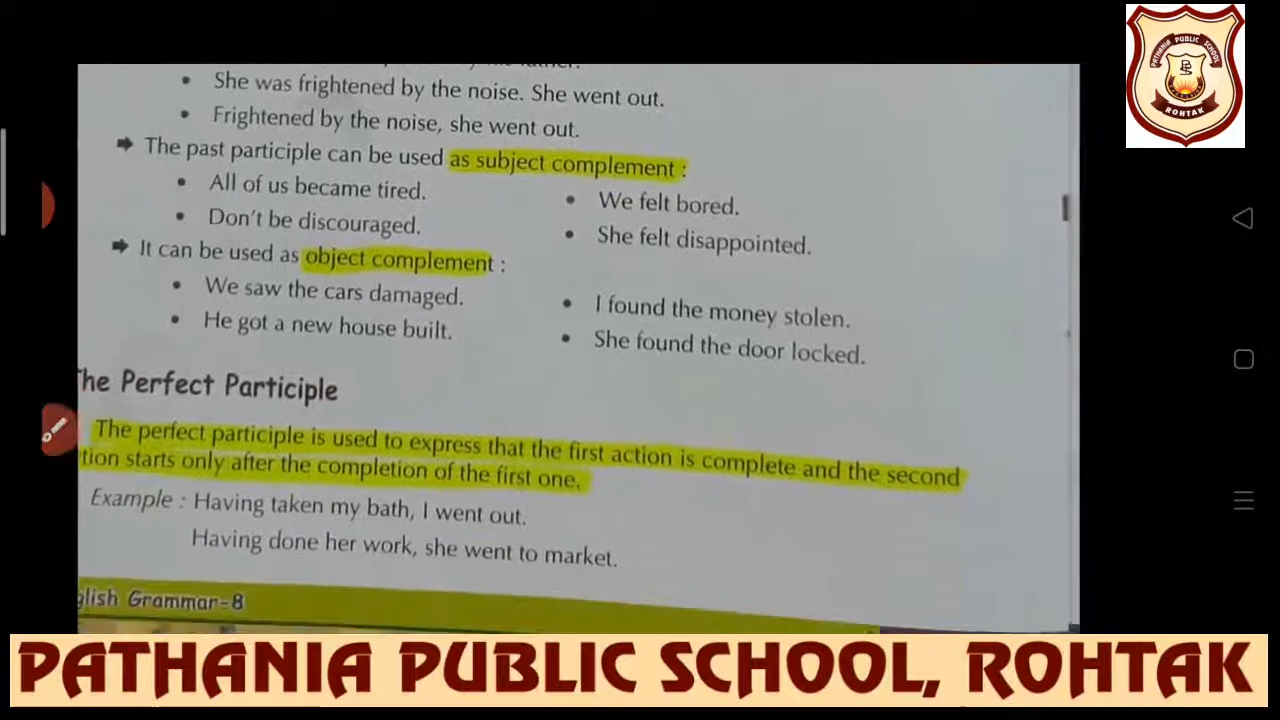 PATHANIA PUBLIC SCHOOL
ROHTAK
• She was frightened by the noise. She went out.
• Frightened by the noise, she went out.
The past participle can be used as subject complement :
• All of us became tired.
• We felt bored.
• Don't be discouraged.
• She felt disappointed.
It can be used as object complement :
• We saw the cars damaged.
• I found the money stolen.
• He got a new house built.
• She found the door locked.
he Perfect Participle
The perfect participle is used to express that the first action is complete and the second
tion starts only after the completion of the first one.
Example : Having taken my bath, I went out.
Having done her work, she went to market.
glish Grammar-8
PATHANIA PUBLIC SCHOOL, ROHTAK